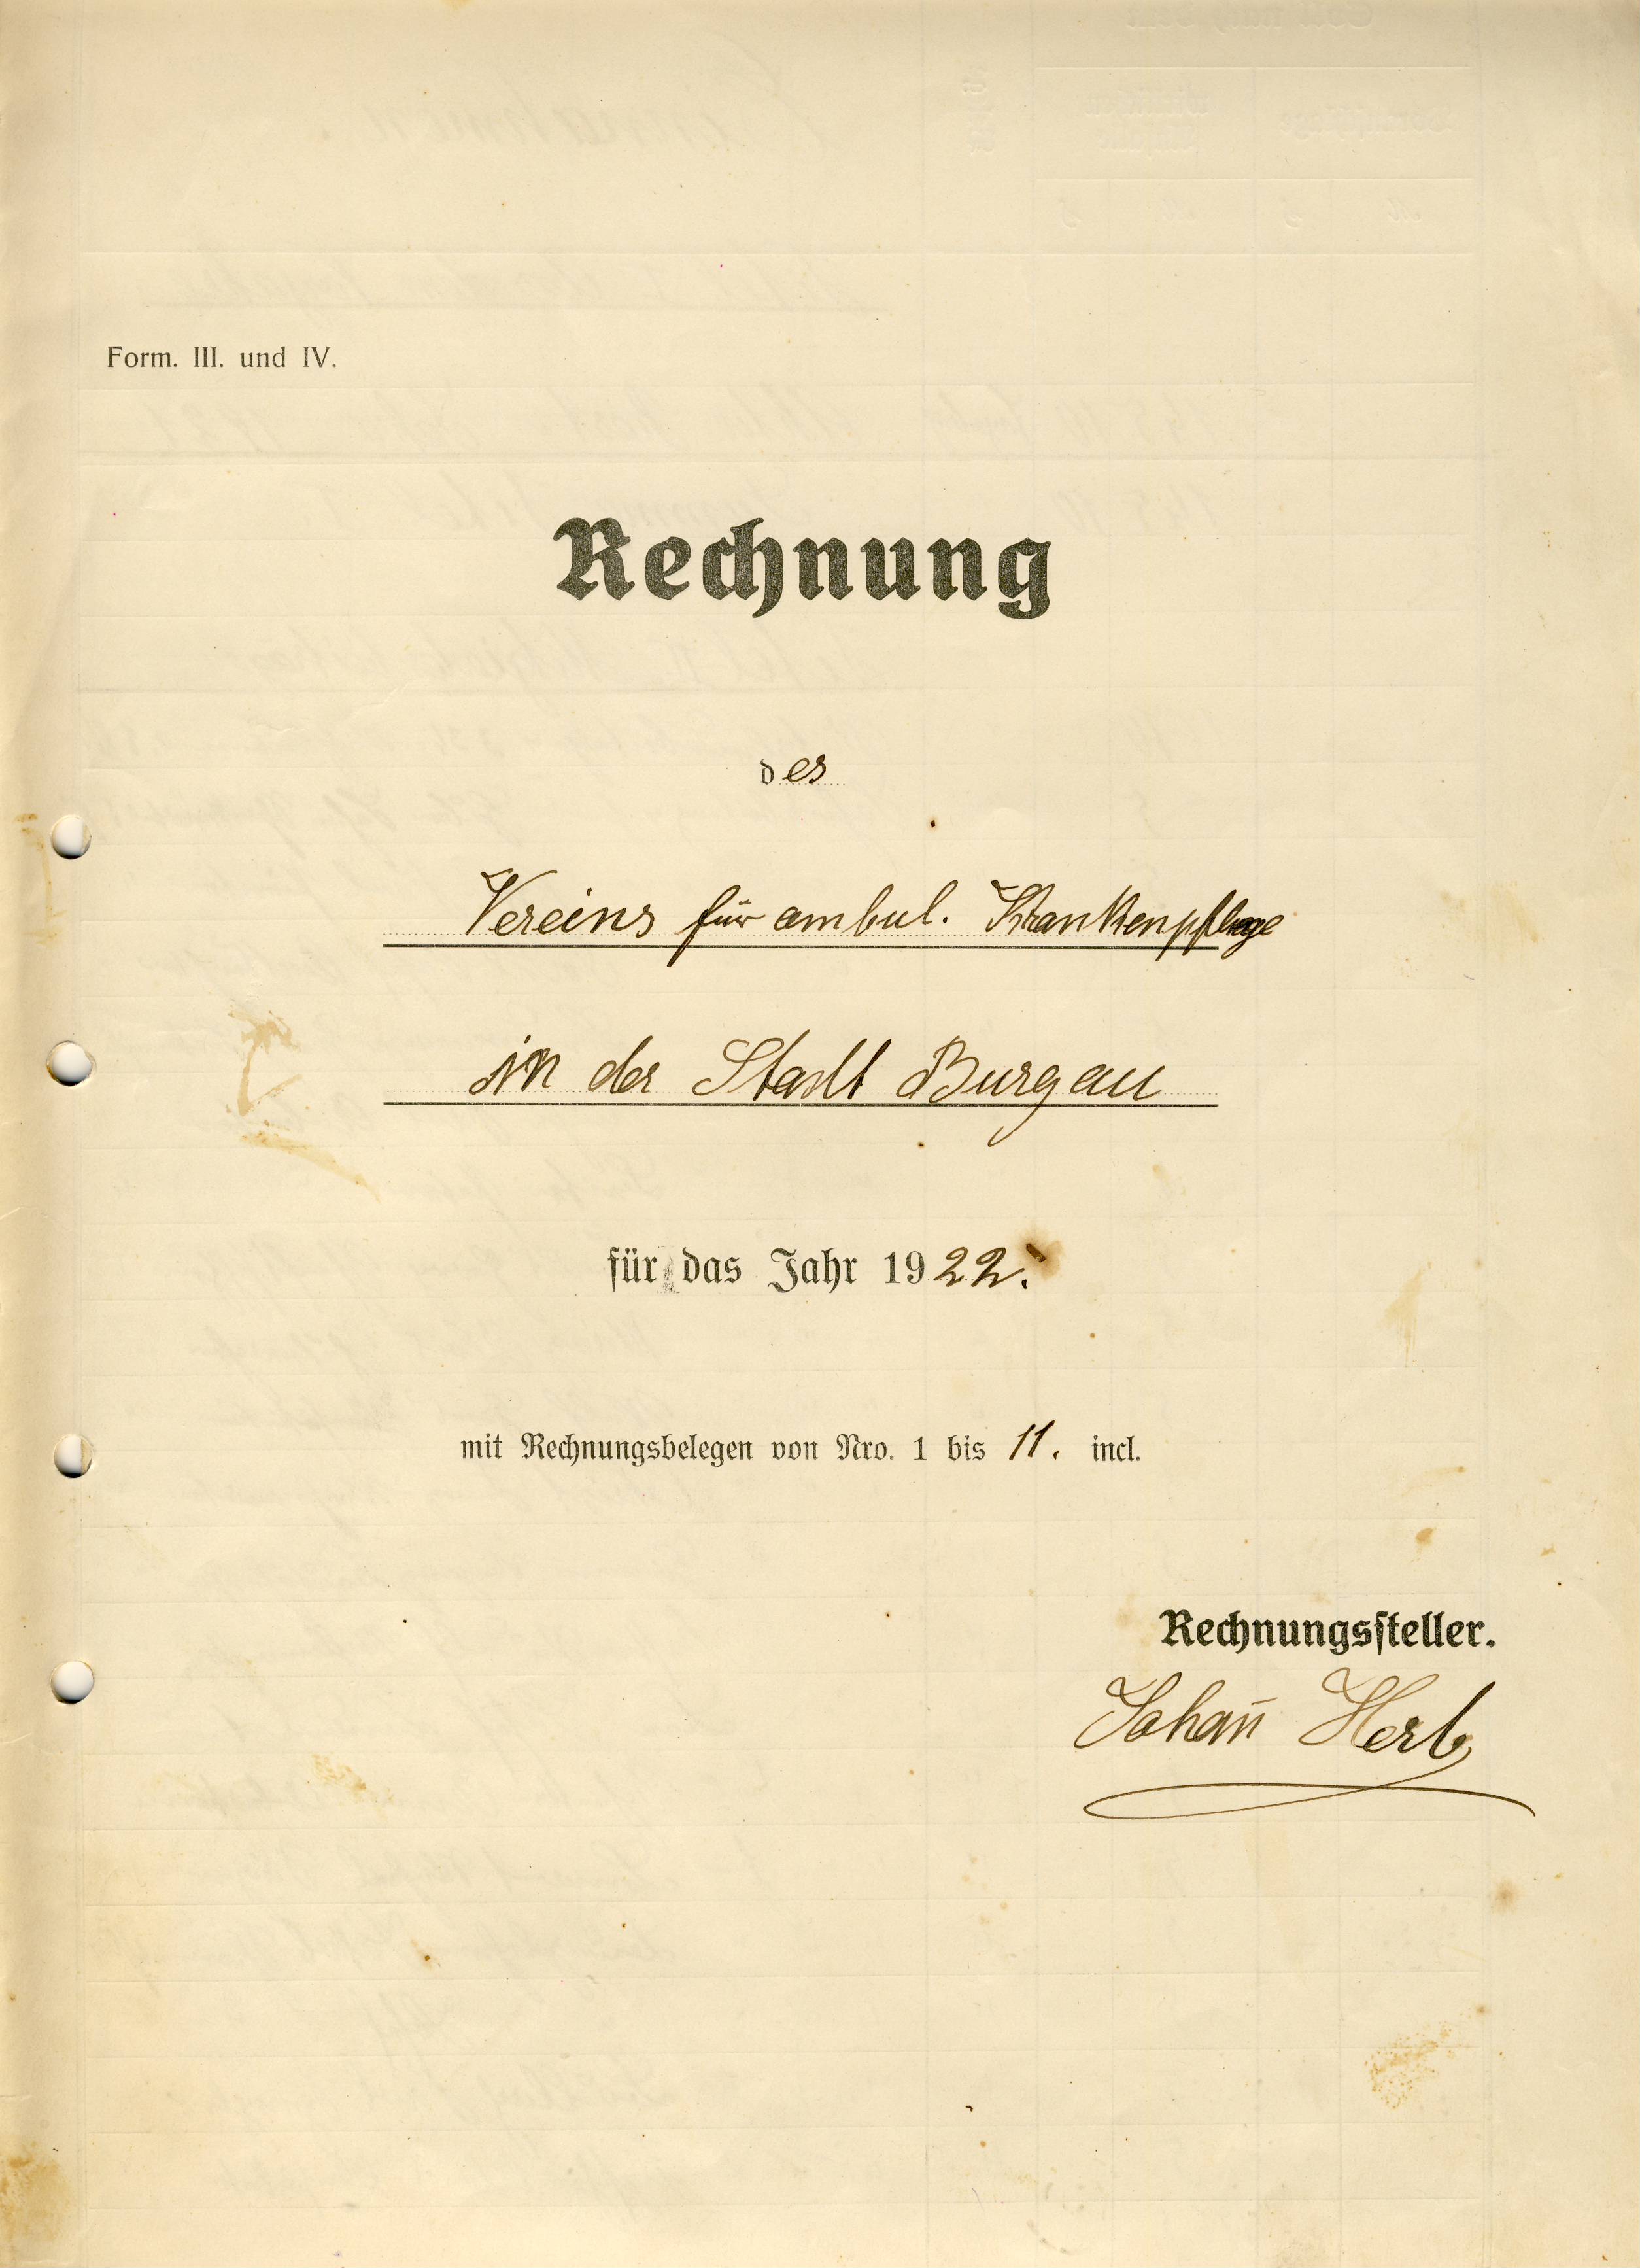 Form. III. und IV.
Rechnung
des
Vereins für ambul. Krankenpflege
in der Stadt Burgau
für das Jahr 1922.
mit Rechnungsbelegen von Nro. 1 bis 11. incl.
Rechnungssteller.
Johan̄ Herb